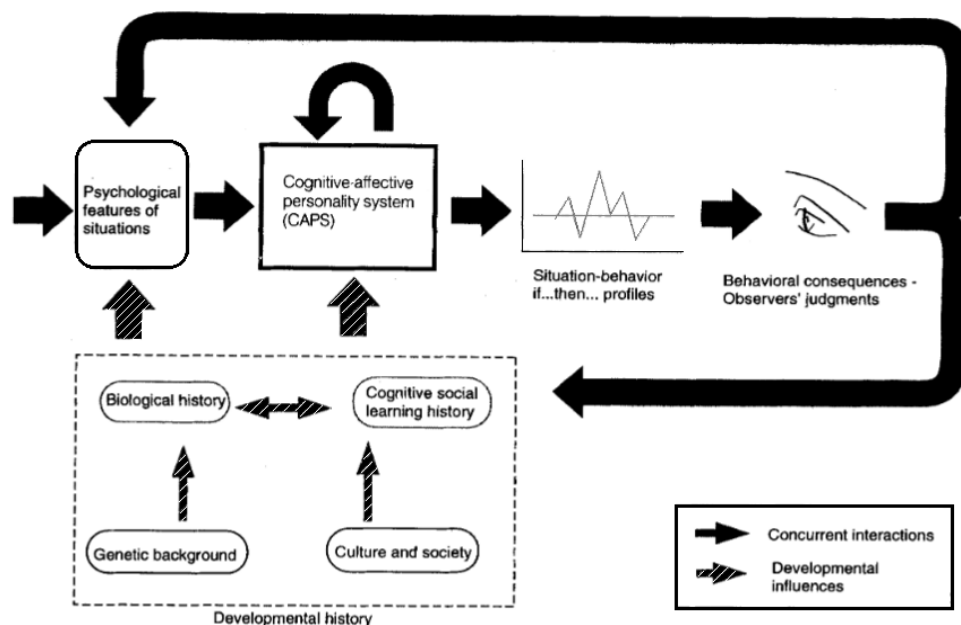 Psychological
features of
situations
Cognitive-affective
personality system
(CAPS)
Situation-behavior
if...then... profiles
Behavioral consequences -
Observers' judgments
Biological history
Cognitive social
learning history
Genetic background
Culture and society
Developmental history
Concurrent interactions
Developmental
influences